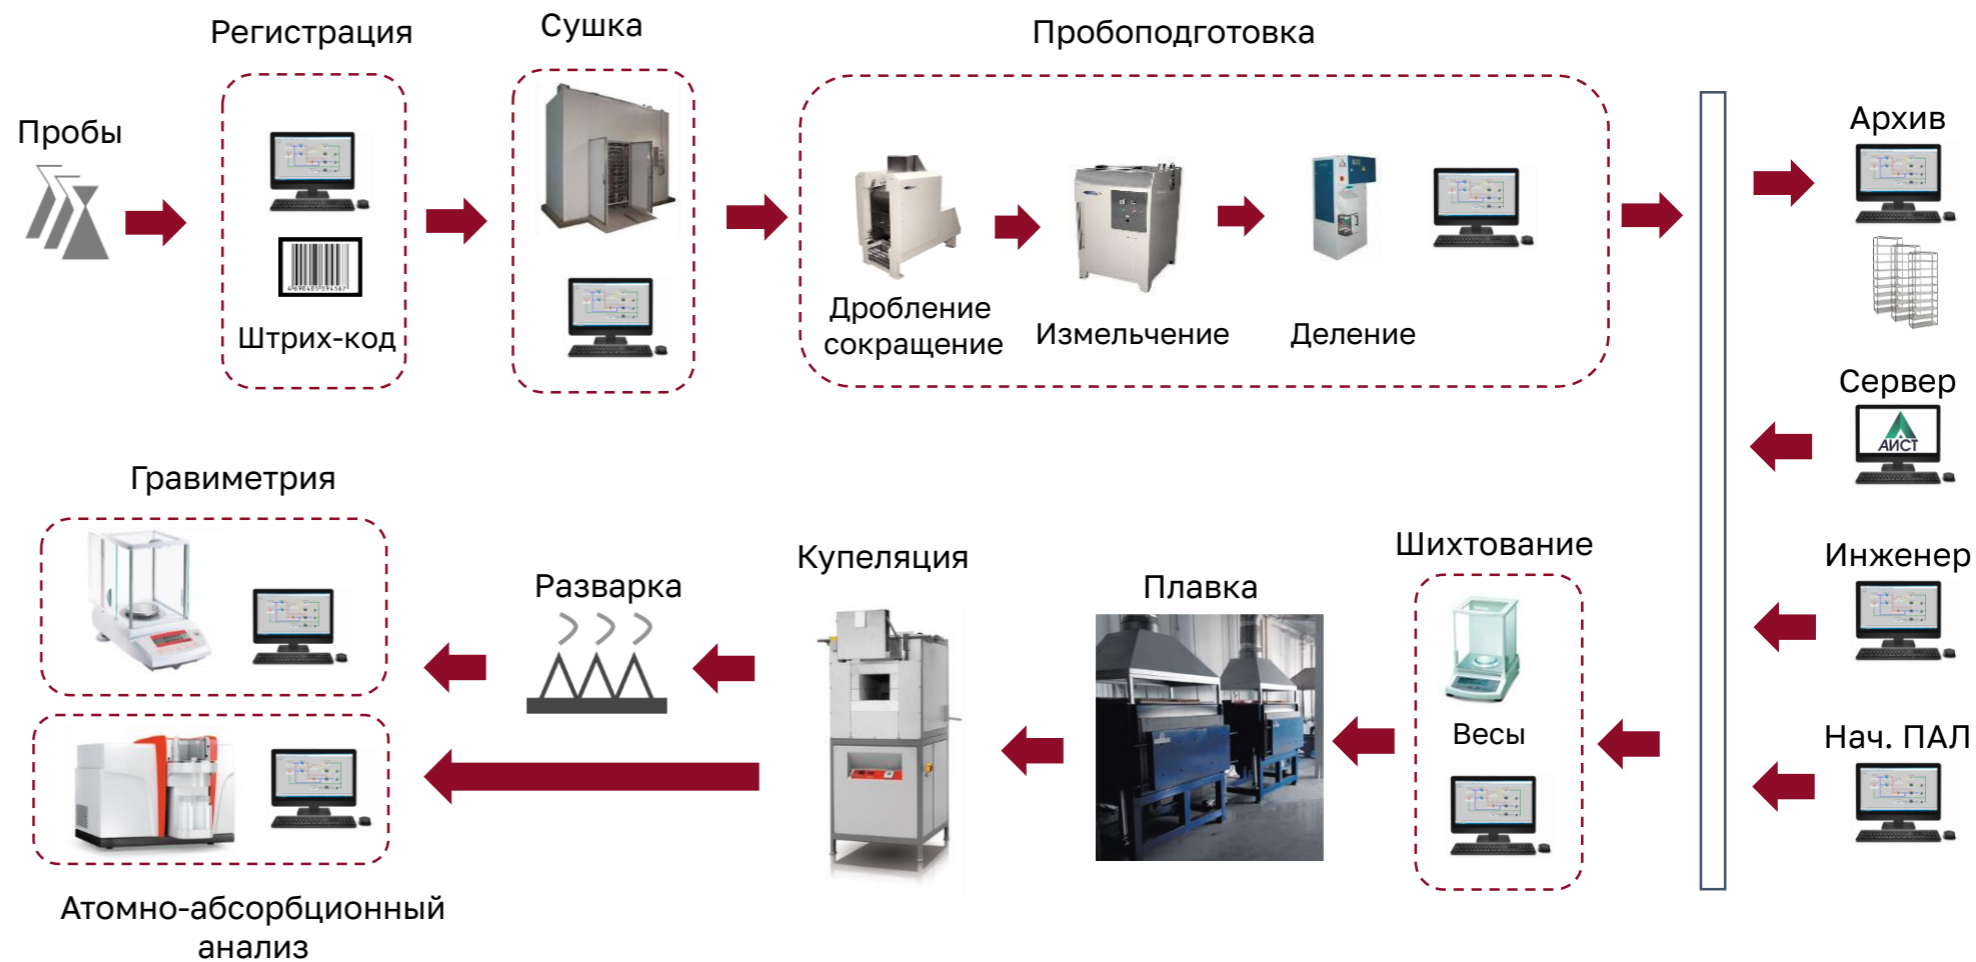 Регистрация
Сушка
Пробоподготовка
Пробы
Архив
4690405394567
Штрих-код
Дробление
сокращение
Измельчение
Деление
Сервер
АИСТ
Гравиметрия
Шихтование
Инженер
Купеляция
Разварка
Плавка
Весы
Нач. ПАЛ
Атомно-абсорбционный
анализ